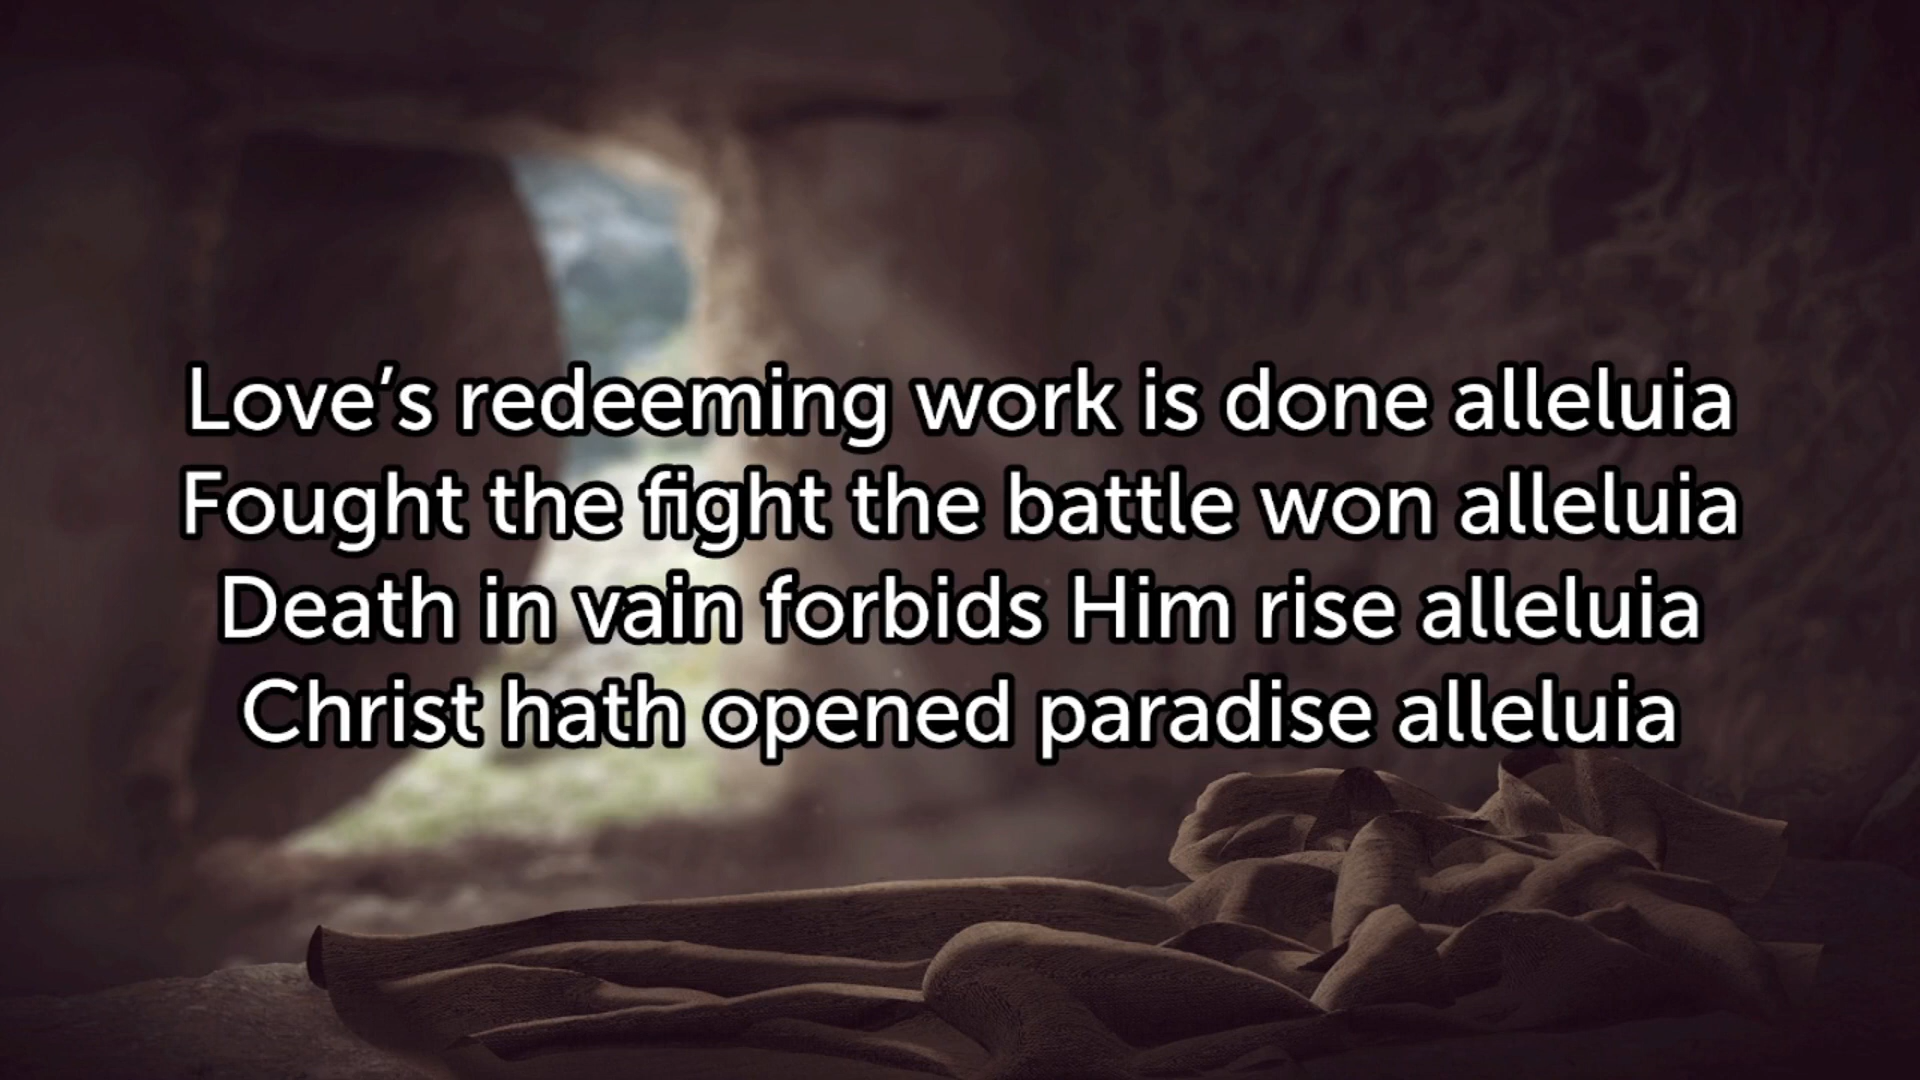 Love’s redeeming work is done alleluia
Fought the fight the battle won alleluia
Death in vain forbids Him rise alleluia
Christ hath opened paradise alleluia